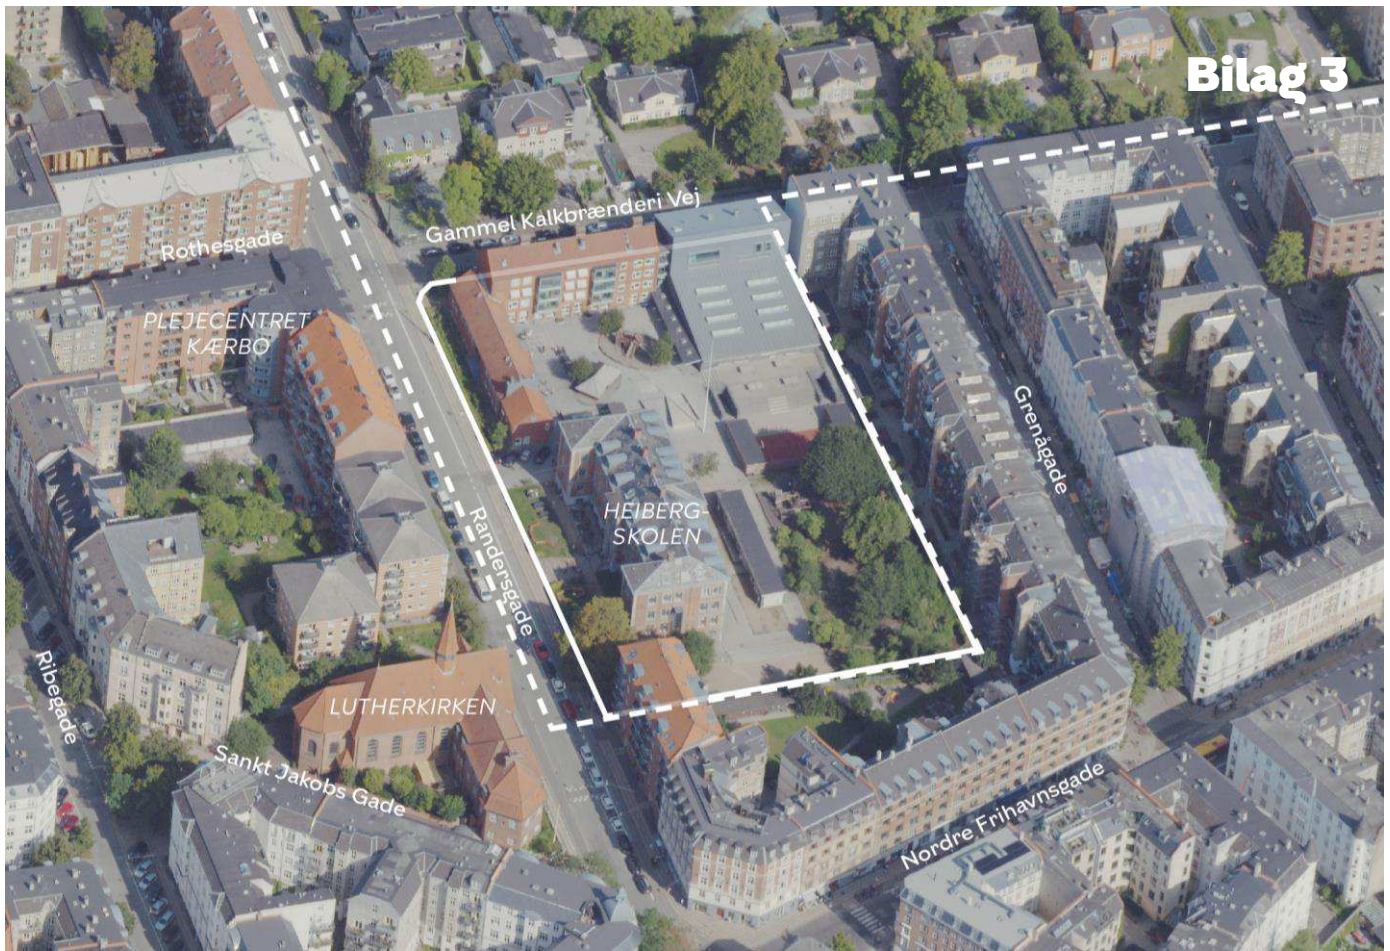 Bilag 3
Gammel Kalkbrænderi Vej
Rothesgade
PLEJECENTRET
KÆRBO
Grenågade
HEIBERG-
SKOLEN
Randersgade
Ribegade
LUTHERKIRKEN
Sankt Jakobs Gade
Nordre Frihavnsgade